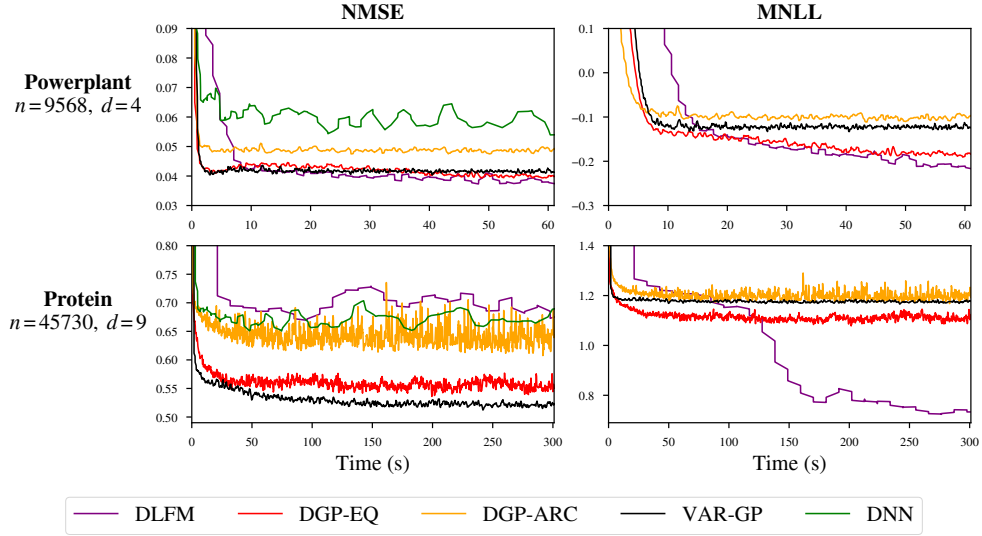 NMSE
MNLL
Powerplant
n=9568, d=4
0.09
0.08
0.07
0.06
0.05
0.04
0.03
0 10 20 30 40 50 60
0.0
−0.1
−0.2
−0.3
0 10 20 30 40 50 60
Protein
n=45730, d=9
0.80
0.75
0.70
0.65
0.60
0.55
0.50
0 50 100 150 200 250 300
Time (s)
1.4
1.2
1.0
0.8
0 50 100 150 200 250 300
Time (s)
DLFM DGP-EQ DGP-ARC VAR-GP DNN